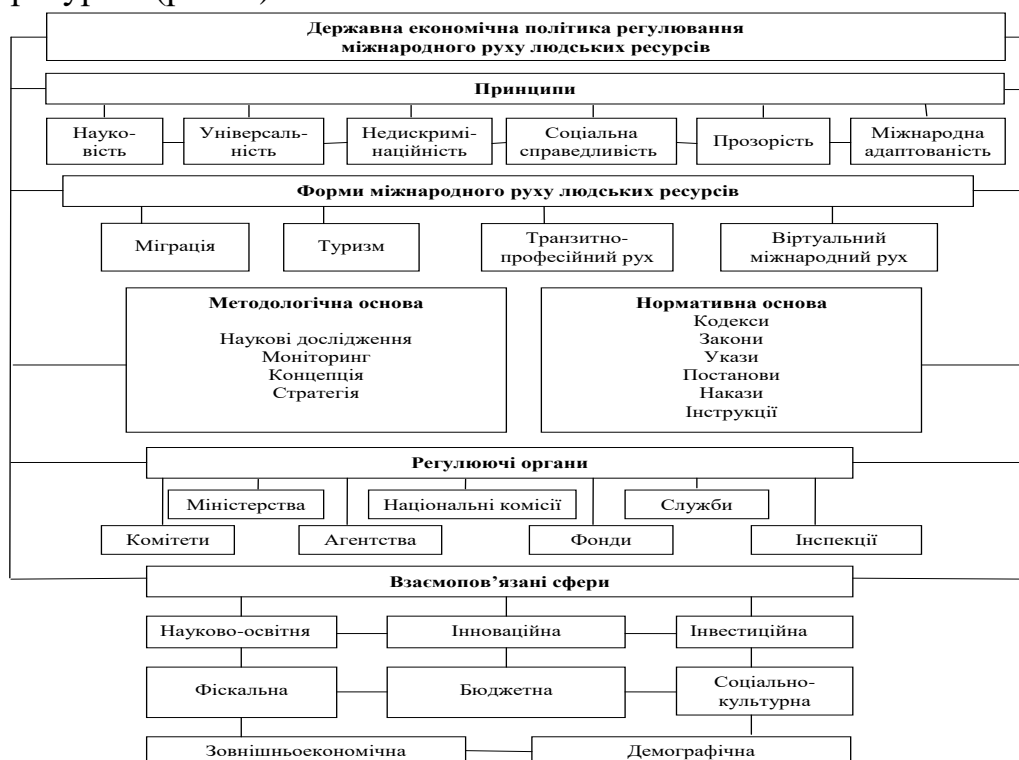 Державна економічна політика регулювання
міжнародного руху людських ресурсів
Принципи
Науко-
вість
Універсаль-
ність
Недискримі-
наційність
Соціальна
справедливість
Прозорість
Міжнародна
адаптованість
Форми міжнародного руху людських ресурсів
Міграція
Туризм
Транзитно-
професійний рух
Віртуальний
міжнародний рух
Методологічна основа
Наукові дослідження
Моніторинг
Концепція
Стратегія
Нормативна основа
Кодекси
Закони
Укази
Постанови
Накази
Інструкції
Регулюючі органи
Міністерства
Національні комісії
Служби
Комітети
Агентства
Фонди
Інспекції
Взаємопов’язані сфери
Науково-освітня
Інноваційна
Інвестиційна
Фіскальна
Бюджетна
Соціально-
культурна
Зовнішньоекономічна
Демографічна